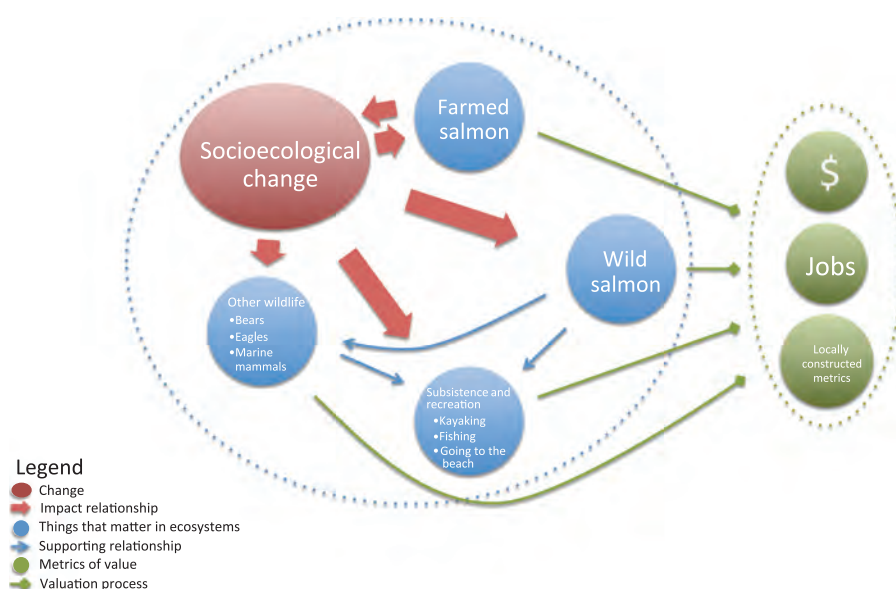 Farmed
salmon
Socioecological
change
$
Wild
salmon
Jobs
Other wildlife
•Bears
•Eagles
•Marine
mammals
Locally
constructed
metrics
Subsistence and
recreation
•Kayaking
•Fishing
•Going to the
beach
Legend
Change
Impact relationship
Things that matter in ecosystems
Supporting relationship
Metrics of value
Valuation process